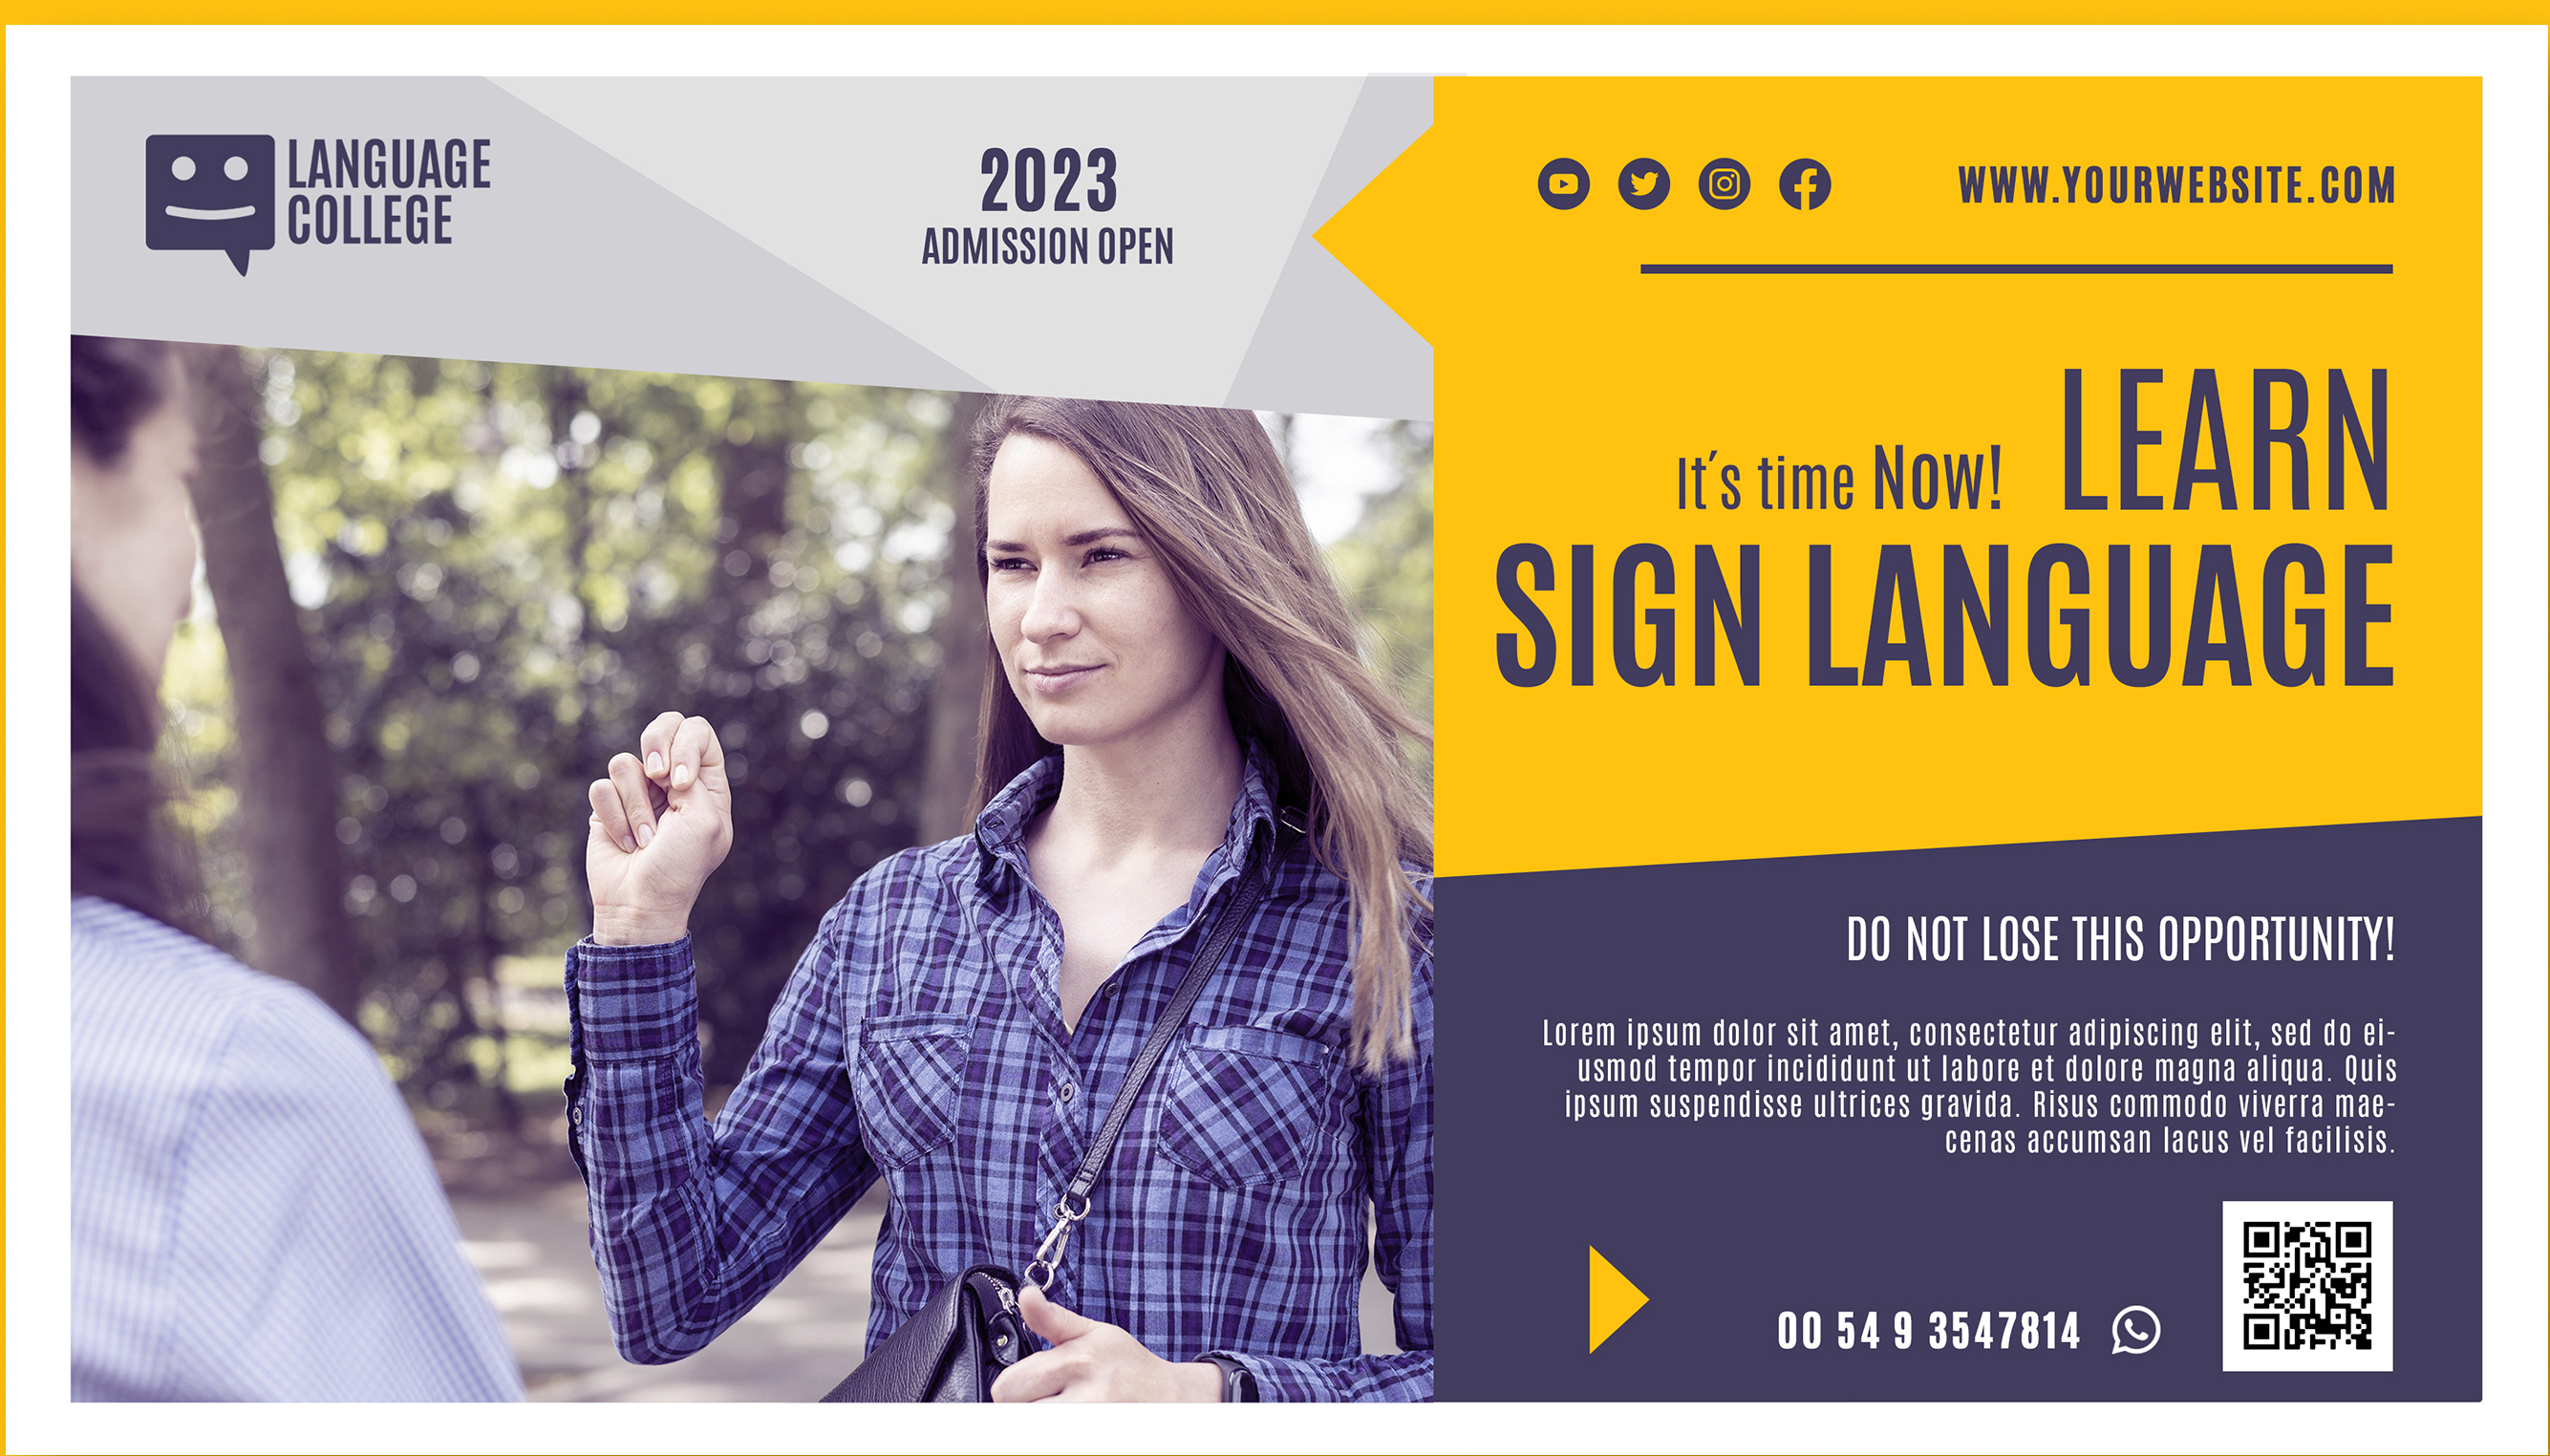 LANGUAGE
COLLEGE
2023
ADMISSION OPEN
WWW.YOURWEBSITE.COM
It´s time Now! LEARN
SIGN LANGUAGE
DO NOT LOSE THIS OPPORTUNITY!
Lorem ipsum dolor sit amet, consectetur adipiscing elit, sed do ei-
usmod tempor incididunt ut labore et dolore magna aliqua. Quis
ipsum suspendisse ultrices gravida. Risus commodo viverra mae-
cenas accumsan lacus vel facilisis.
00 54 9 3547814